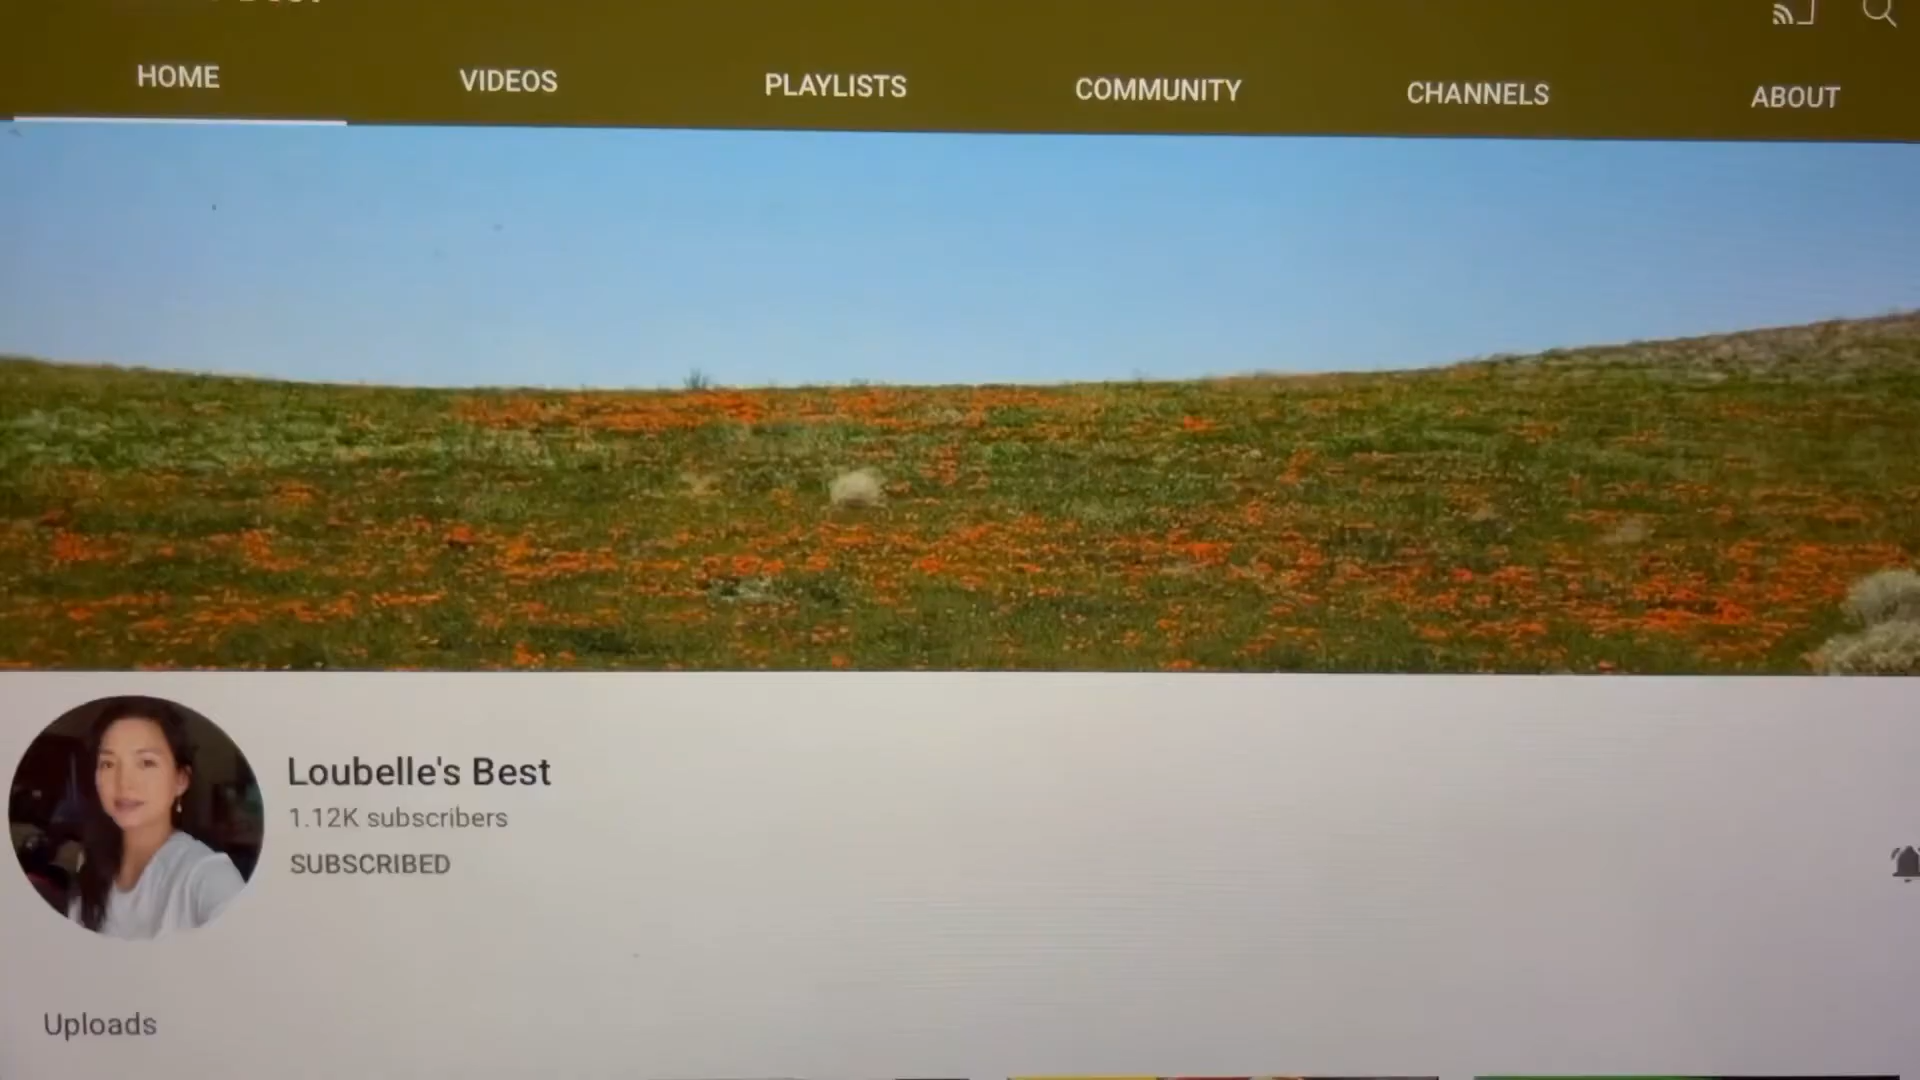 HOME VIDEOS PLAYLISTS COMMUNITY CHANNELS ABOUT
Loubelle's Best
1.12K subscribers
SUBSCRIBED
Uploads